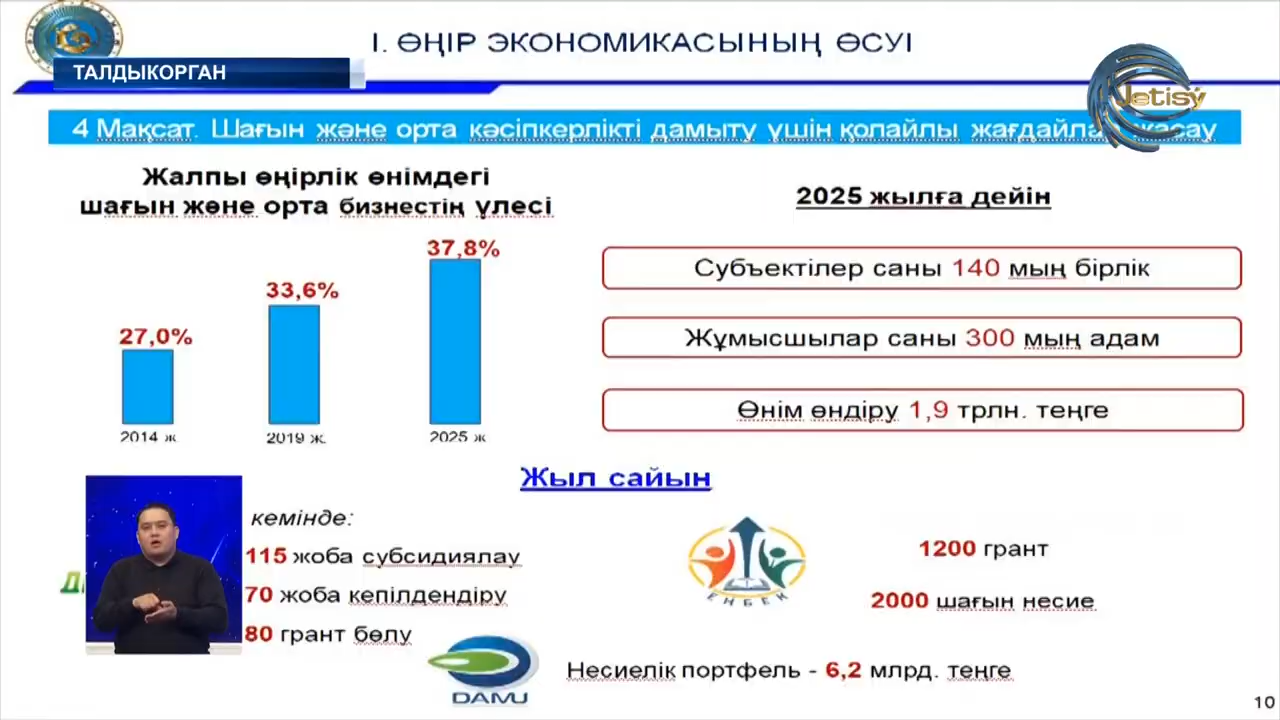 І. ӨҢІР ЭКОНОМИКАСЫНЫҢ ӨСУІ
ТАЛДЫКОРГАН
Jetisý
4 Мақсат. Шағын және орта кәсіпкерлікті дамыту үшін қолайлы жасау
Жалпы өңірлік өнімдегі
шағын және орта бизнестің үлесі
27,0%
33,6%
37,8%
2014 ж
2019 ж.
2025 ж
2025 жылға дейін
Субъектілер саны 140 мың бірлік
Жұмысшылар саны 300 мың адам
Өнім өндіру 1,9 трлн. теңге
Жыл сайын
кемінде:
115 жоба субсидиялау
70 жоба кепілдендіру
80 грант бөлу
ЕҢБЕК
1200 грант
2000 шағын несие
DAMU
Несиелік портфель - 6,2 млрд. теңге
10